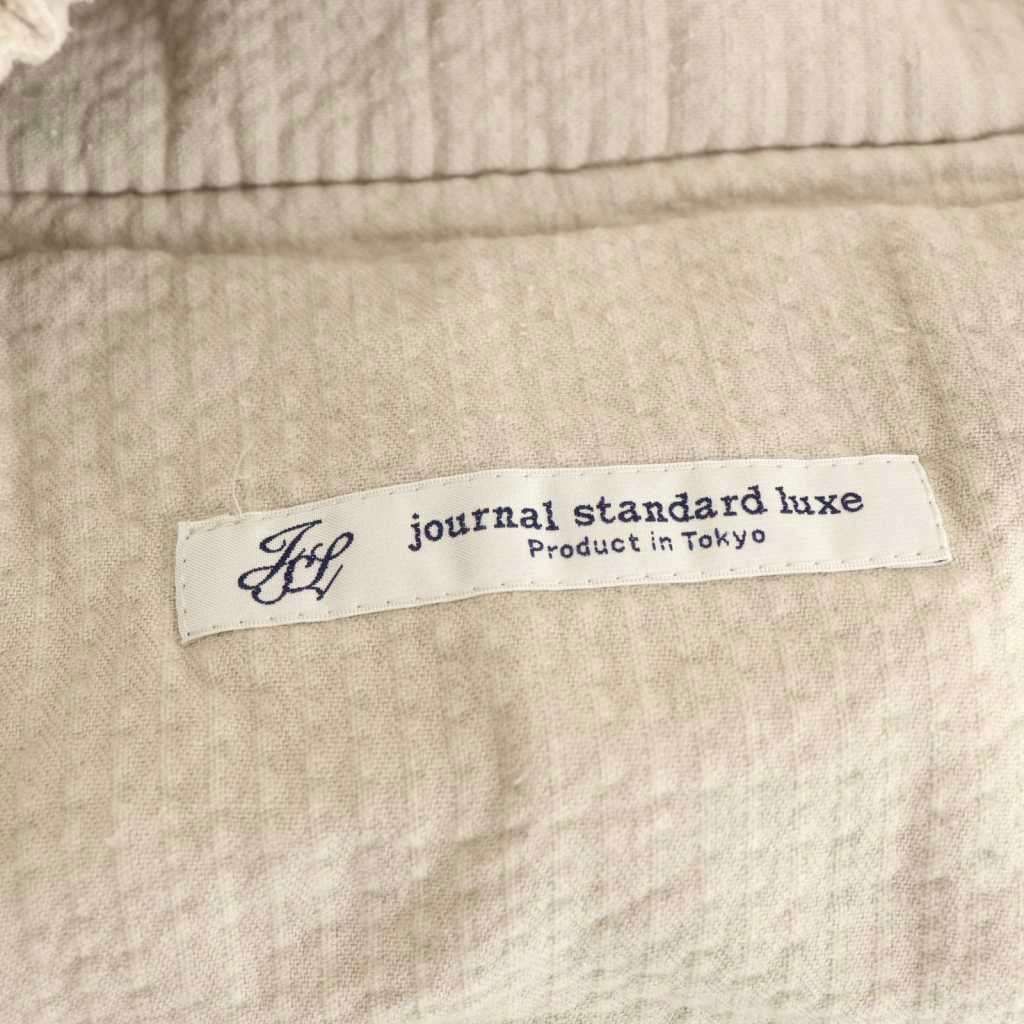 JSL
journal standard luxe
Product in Tokyo